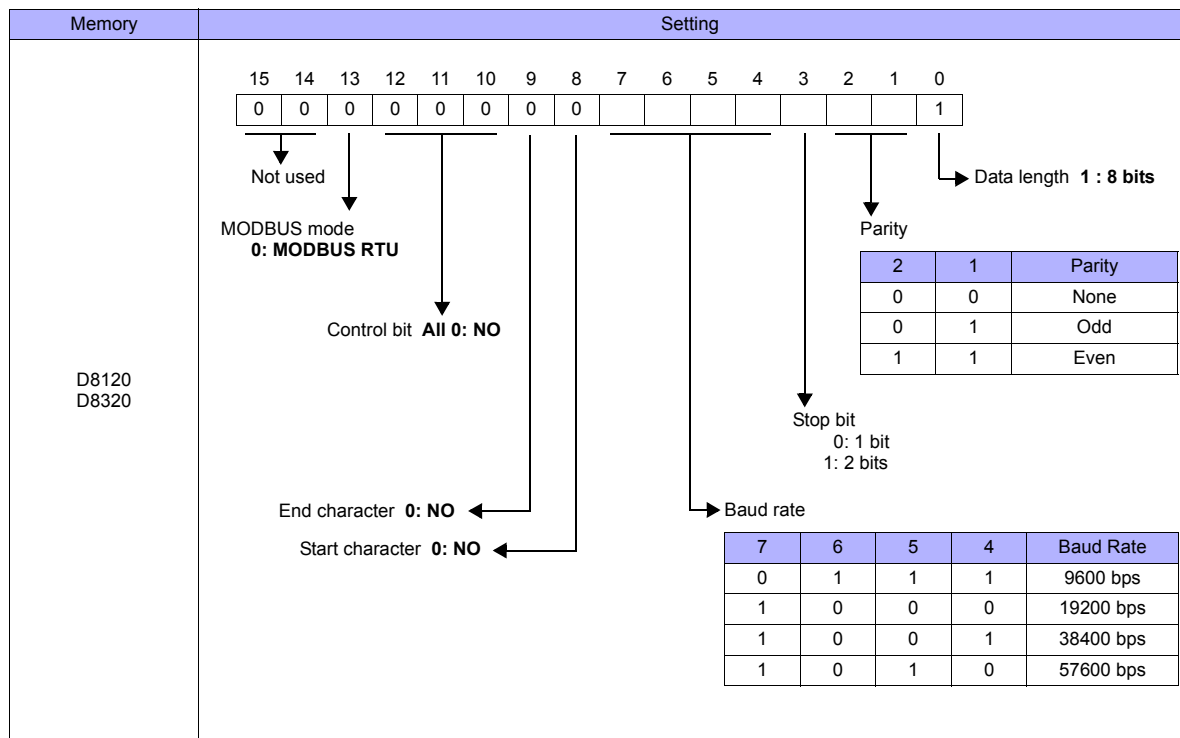 Memory Setting
15 14 13 12 11 10 9 8 7 6 5 4 3 2 1 0
0 0 0 0 0 0 0 0 1
Not used
Data length 1 : 8 bits
MODBUS mode
0: MODBUS RTU
Parity
2 1 Parity
0 0 None
0 1 Odd
1 1 Even
Control bit All 0: NO
D8120
D8320
Stop bit
0: 1 bit
1: 2 bits
End character 0: NO
Baud rate
Start character 0: NO
7 6 5 4 Baud Rate
0 1 1 1 9600 bps
1 0 0 0 19200 bps
1 0 0 1 38400 bps
1 0 1 0 57600 bps